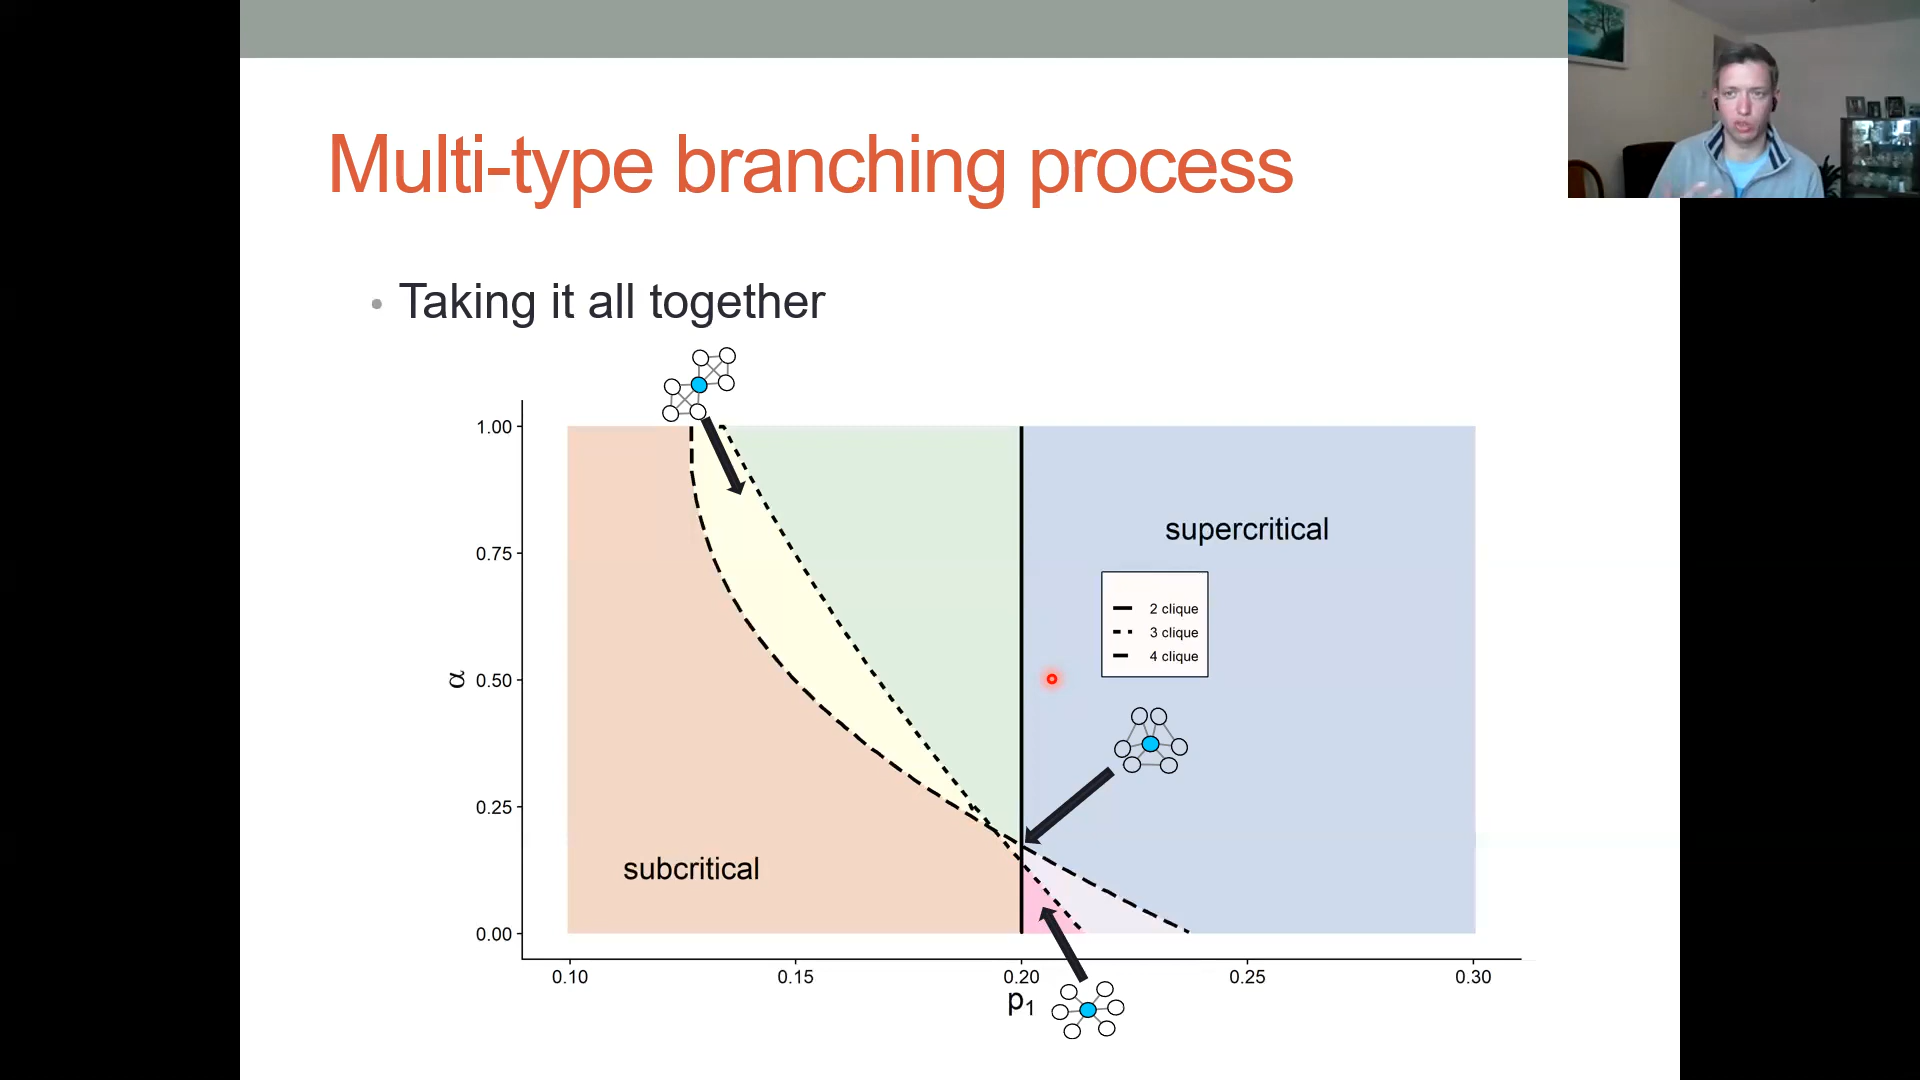 Multi-type branching process
• Taking it all together
1.00
0.75
0.50
0.25
0.00
α
supercritical
2 clique
3 clique
4 clique
subcritical
0.10 0.15 0.20 0.25 0.30
p₁